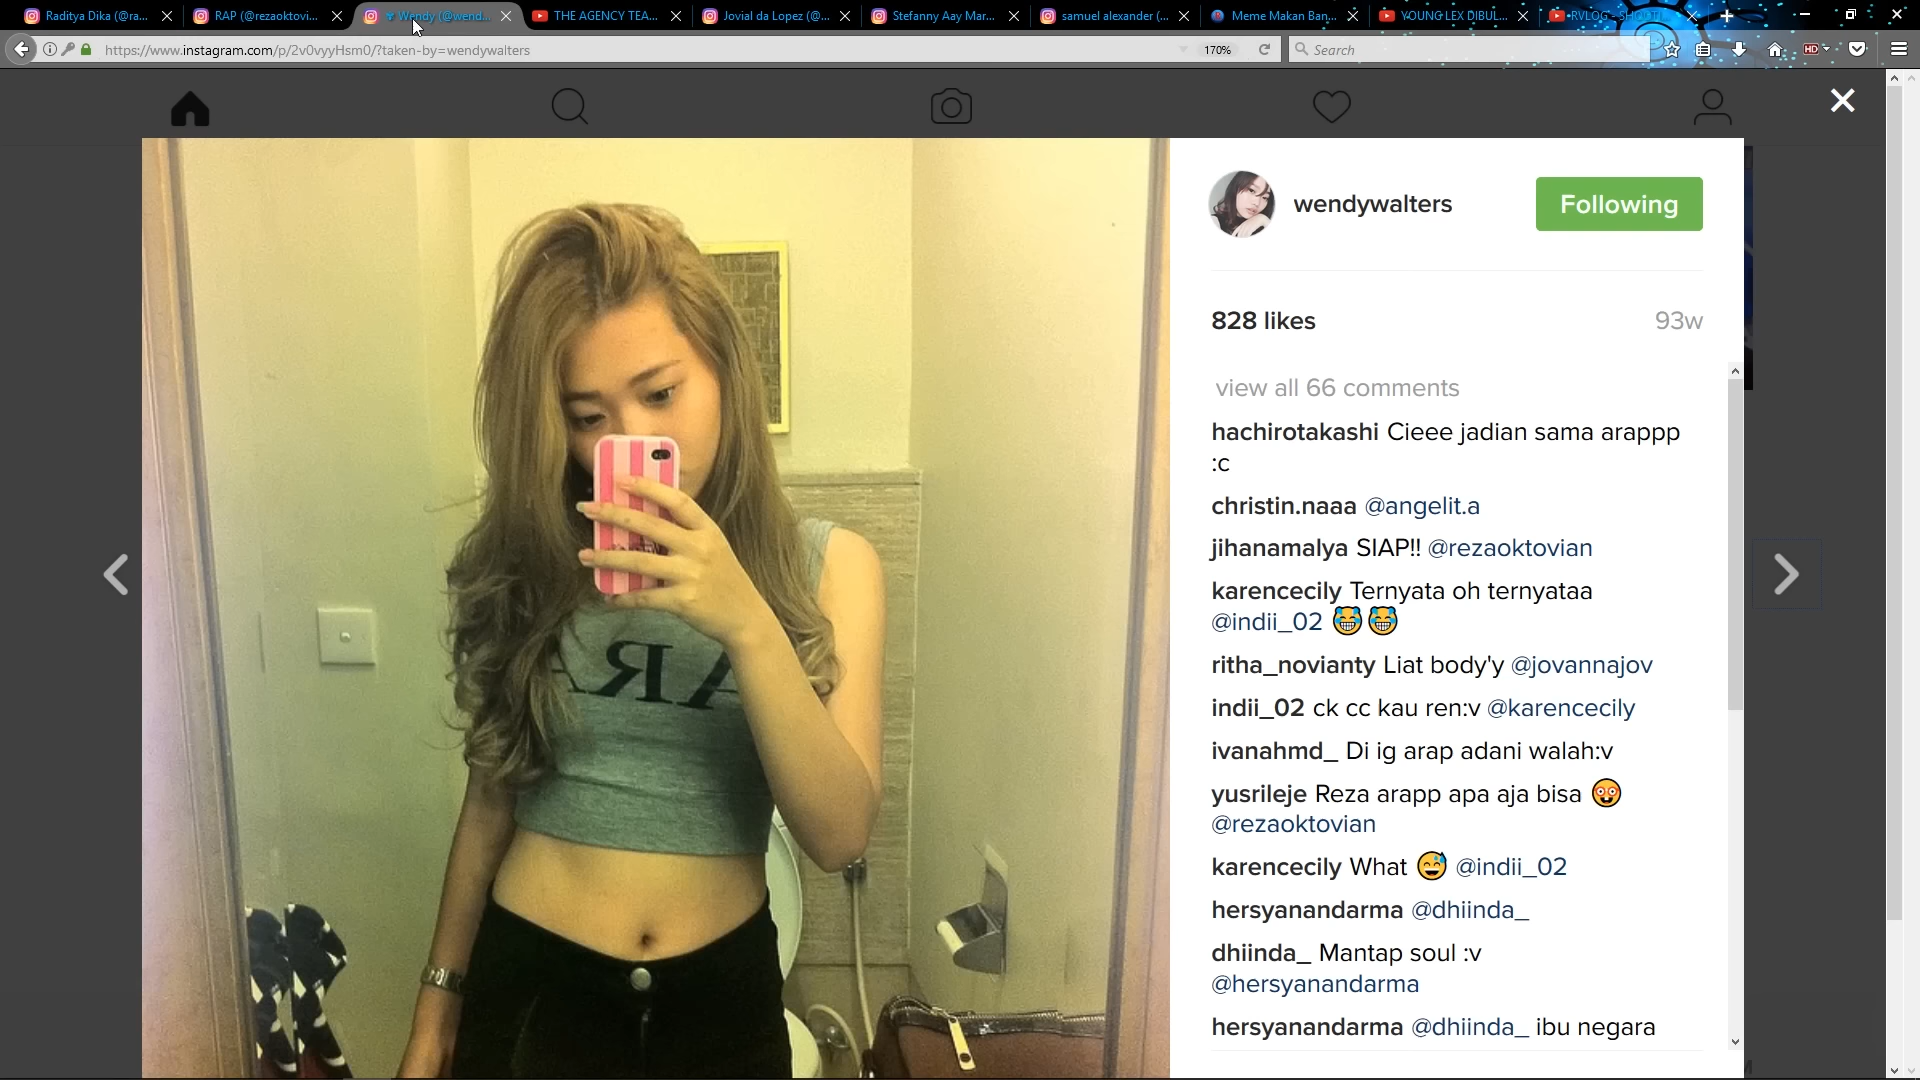 Raditya Dika (@ra...
RAP (@rezaoktovi...
Wendy (@wend...
THE AGENCY TEA...
Jovial da Lopez (@...
Stefanny Aay Mar...
samuel alexander (...
Meme Makan Ban...
YOUNG LEX DIBUL...
https://www.instagram.com/p/2v0vyyHsm0/?taken-by=wendywalters
170%
Search
HD
wendywalters
Following
828 likes
93w
view all 66 comments
hachirotakashi Cieee jadian sama arappp
:c
christin.naaa @angelit.a
jihanamalya SIAP!! @rezaoktovian
karencecily Ternyata oh ternyataa
@indii_02 😹😹
ritha_novianty Liat body'y @jovannajov
indii_02 ck cc kau ren:v @karencecily
ivanahmd_ Di ig arap adani walah:v
yusrileje Reza arapp apa aja bisa
@rezaoktovian
karencecily What 😅 @indii_02
hersyanandarma @dhiinda_
dhiinda_ Mantap soul :v
@hersyanandarma
hersyanandarma @dhiinda_ ibu negara